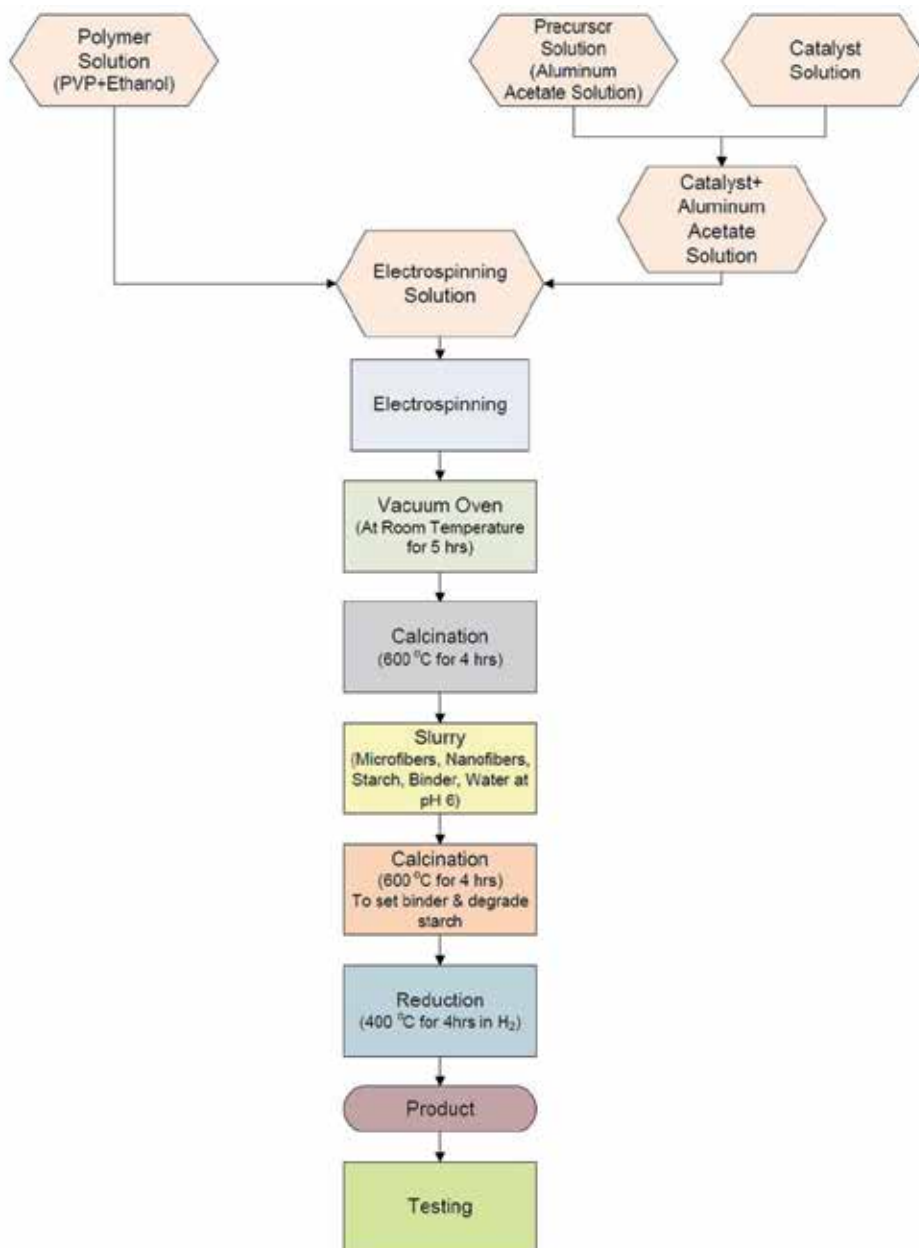 Polymer
Solution
(PVP+Ethanol)
Precursor
Solution
(Aluminum
Acetate Solution)
Catalyst
Solution
Catalyst+
Aluminum
Acetate
Solution
Electrospinning
Solution
Electrospinning
Vacuum Oven
(At Room Temperature
for 5 hrs)
Calcination
(600 °C for 4 hrs)
Slurry
(Microfibers, Nanofibers,
Starch, Binder, Water at
pH 6)
Calcination
(600 °C for 4 hrs)
To set binder & degrade
starch
Reduction
(400 °C for 4hrs in H₂)
Product
Testing